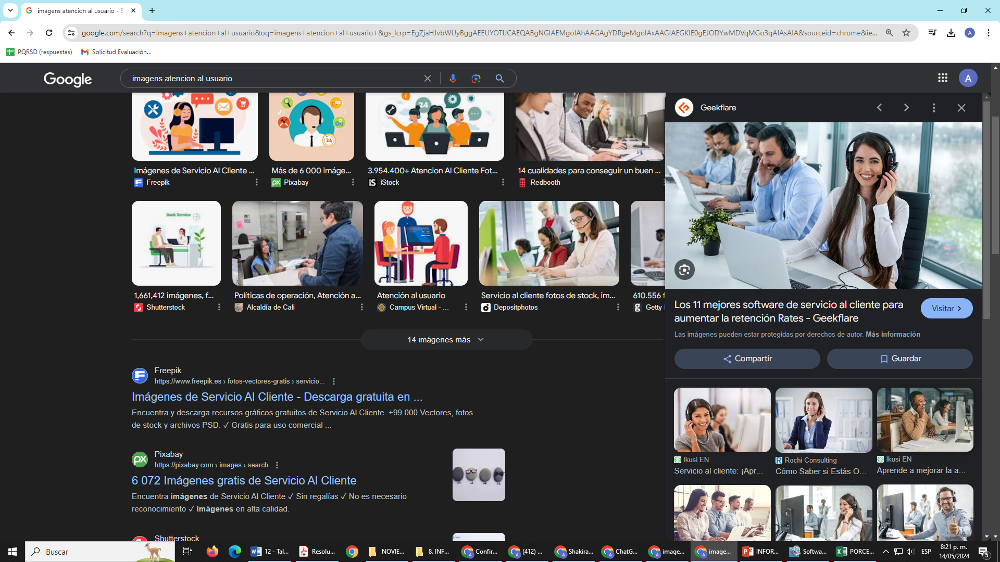 imagens atencion al usuario - B
google.com/search?q=imagens+atencion+al+usuario&oq=imagens+atencion+al+usuario+&gs_lcrp=EgZjaHJvbWUyBggAEEUYOTIJCAEQABgNGIAEMgoIAhAAGAgYDRgeMgoIAxAAGIAEGKIE0gEJODYwMDVqMGo3qAIAsAIA&sourceid=chrome&ie...
PQRSD (respuestas)
Solicitud Evaluación...
Google
imagens atencion al usuario
A
Imágenes de Servicio Al Cliente ...
Freepik
Más de 6 000 imáge...
Pixabay
3.954.400+ Atencion Al Cliente Fot...
iStock
14 cualidades para conseguir un buen ...
Redbooth
Bank Service
1,661,412 imágenes, f...
Shutterstock
Políticas de operación, Atención a...
Alcaldía de Cali
Atención al usuario
Campus Virtual - ...
Servicio al cliente fotos de stock, im...
Depositphotos
610.556 f
Getty
14 imágenes más
Freepik
https://www.freepik.es › fotos-vectores-gratis › servicio...
Imágenes de Servicio Al Cliente - Descarga gratuita en ...
Encuentra y descarga recursos gráficos gratuitos de Servicio Al Cliente. +99.000 Vectores, fotos
de stock y archivos PSD. ✓ Gratis para uso comercial ...
Pixabay
https://pixabay.com › images › search
6 072 Imágenes gratis de Servicio Al Cliente
Encuentra imágenes de Servicio Al Cliente ✓ Sin regalías ✓ No es necesario
reconocimiento ✓ Imágenes en alta calidad.
Shutterstock
Geekflare
Los 11 mejores software de servicio al cliente para
aumentar la retención Rates - Geekflare
Visitar
Las imágenes pueden estar protegidas por derechos de autor. Más información
Compartir
Guardar
Ikusi EN
Servicio al cliente: ¡Apr...
Rochi Consulting
Cómo Saber si Estás O...
Ikusi EN
Aprende a mejorar la a...
Buscar
12 - Tal...
Resolu...
NOVIE...
8. INF...
Confir...
(412) ...
Shakira...
ChatG...
image...
image...
INFOR...
Softwa...
PORCE...
ESP
8:21 p. m.
14/05/2024
5